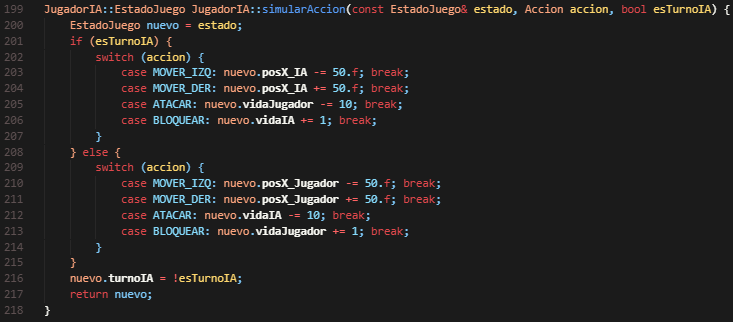 199 JugadorIA::EstadoJuego JugadorIA::simularAccion(const EstadoJuego& estado, Accion accion, bool esTurnoIA) {
200     EstadoJuego nuevo = estado;
201     if (esTurnoIA) {
202         switch (accion) {
203             case MOVER_IZQ: nuevo.posX_IA -= 50.f; break;
204             case MOVER_DER: nuevo.posX_IA += 50.f; break;
205             case ATACAR: nuevo.vidaJugador -= 10; break;
206             case BLOQUEAR: nuevo.vidaIA += 1; break;
207         }
208     } else {
209         switch (accion) {
210             case MOVER_IZQ: nuevo.posX_Jugador -= 50.f; break;
211             case MOVER_DER: nuevo.posX_Jugador += 50.f; break;
212             case ATACAR: nuevo.vidaIA -= 10; break;
213             case BLOQUEAR: nuevo.vidaJugador += 1; break;
214         }
215     }
216     nuevo.turnoIA = !esTurnoIA;
217     return nuevo;
218 }